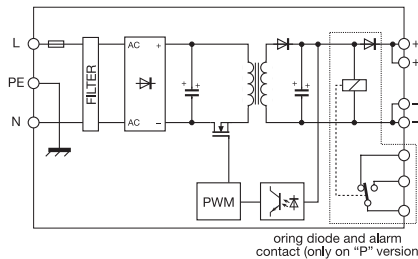 L
PE
N
FILTER
AC
AC
+
−
+
+
+
+
+
+
−
−
PWM
oring diode and alarm
contact (only on "P" version